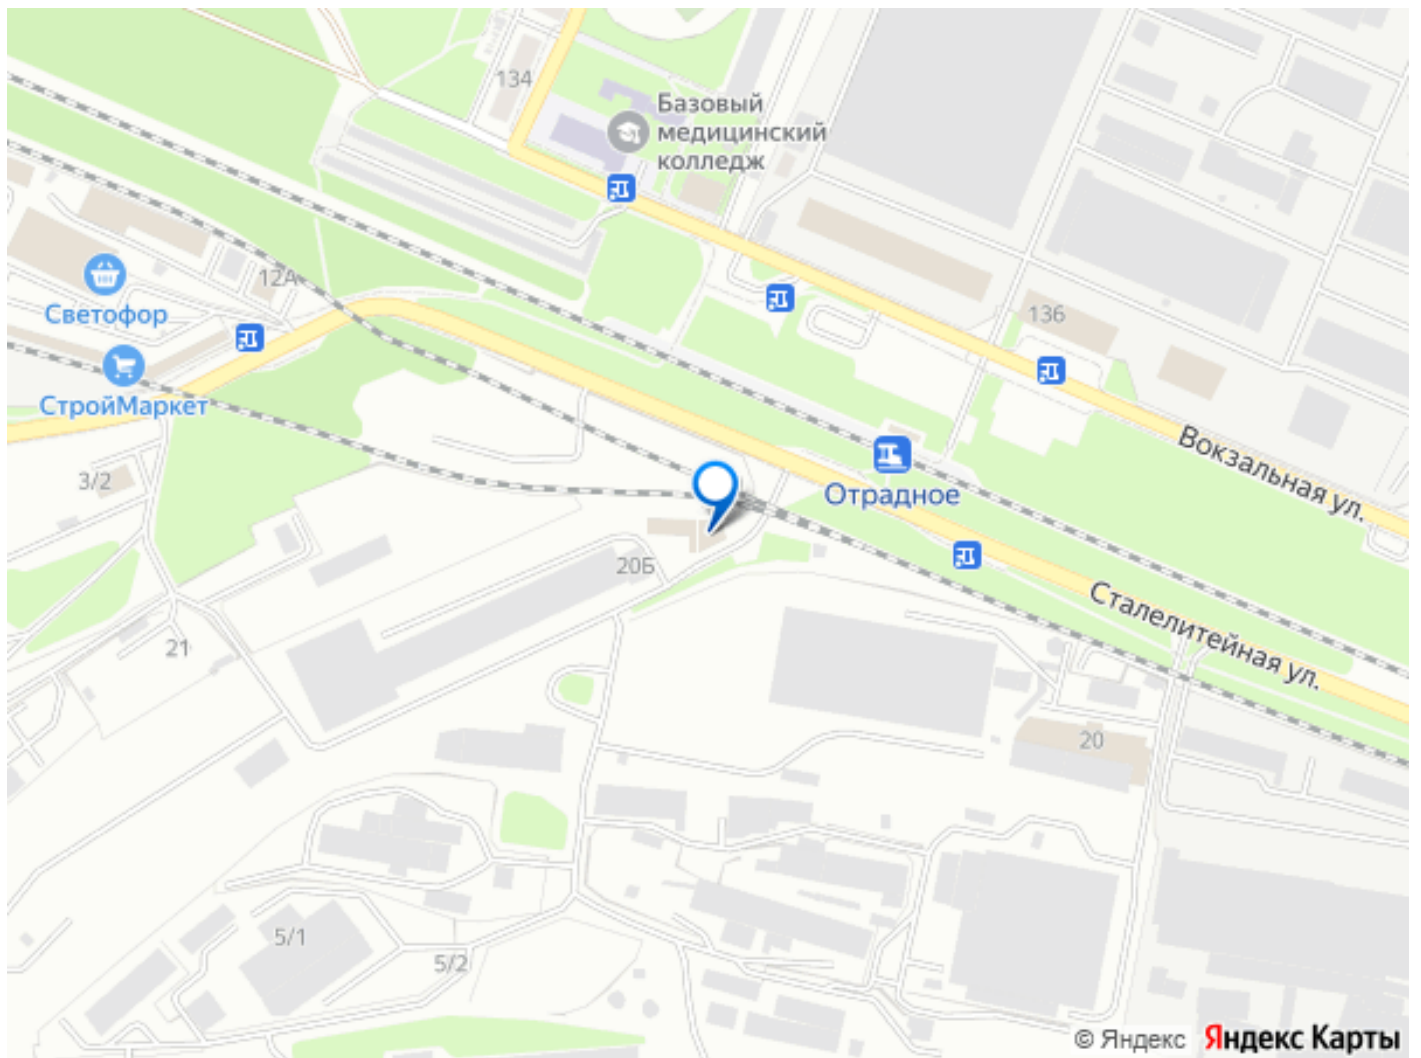 134
Базовый
медицинский
колледж
12А
Светофор
136
СтройМаркет
Вокзальная ул.
3/2
Отрадное
20Б
Сталелитейная ул.
21
20
5/1
5/2
© Яндекс Яндекс Карты